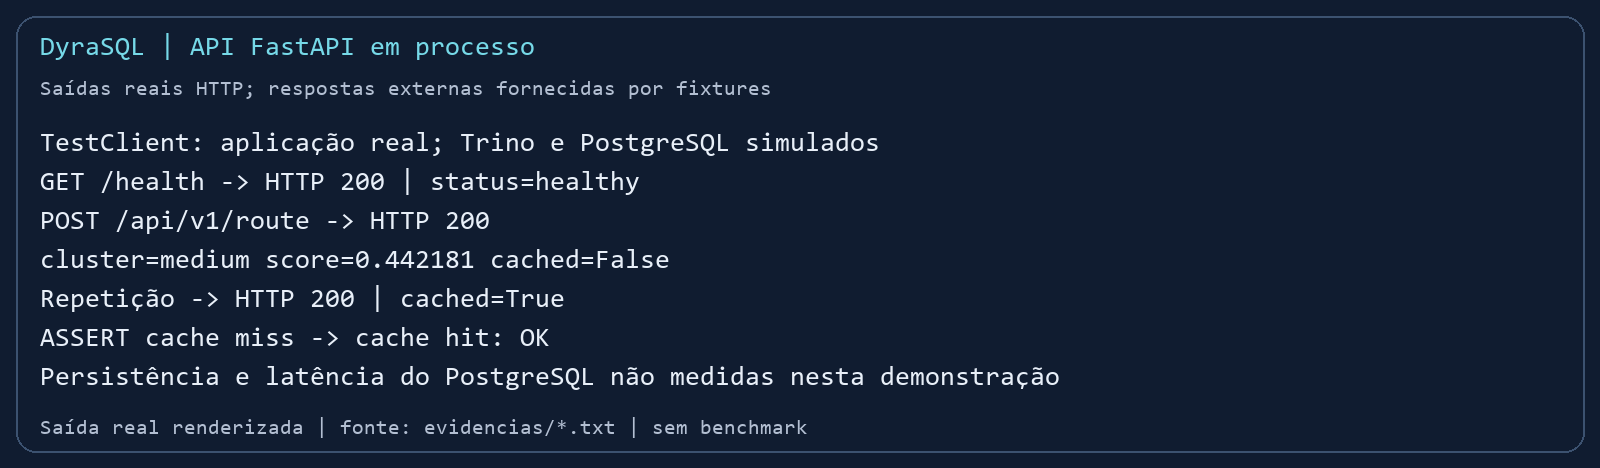 DyraSQL | API FastAPI em processo
Saídas reais HTTP; respostas externas fornecidas por fixtures
TestClient: aplicação real; Trino e PostgreSQL simulados
GET /health -> HTTP 200 | status=healthy
POST /api/v1/route -> HTTP 200
cluster=medium score=0.442181 cached=False
Repetição -> HTTP 200 | cached=True
ASSERT cache miss -> cache hit: OK
Persistência e latência do PostgreSQL não medidas nesta demonstração
Saída real renderizada | fonte: evidencias/*.txt | sem benchmark